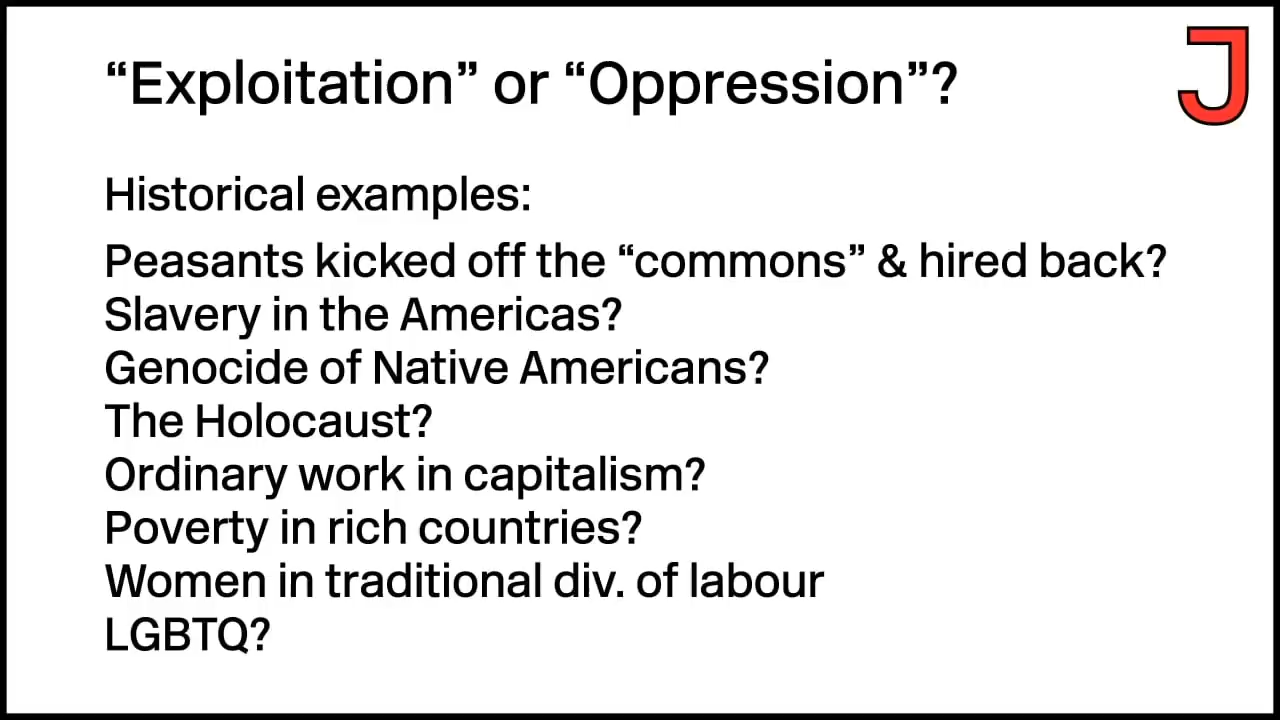 “Exploitation” or “Oppression”?
J
Historical examples:
Peasants kicked off the “commons” & hired back?
Slavery in the Americas?
Genocide of Native Americans?
The Holocaust?
Ordinary work in capitalism?
Poverty in rich countries?
Women in traditional div. of labour
LGBTQ?